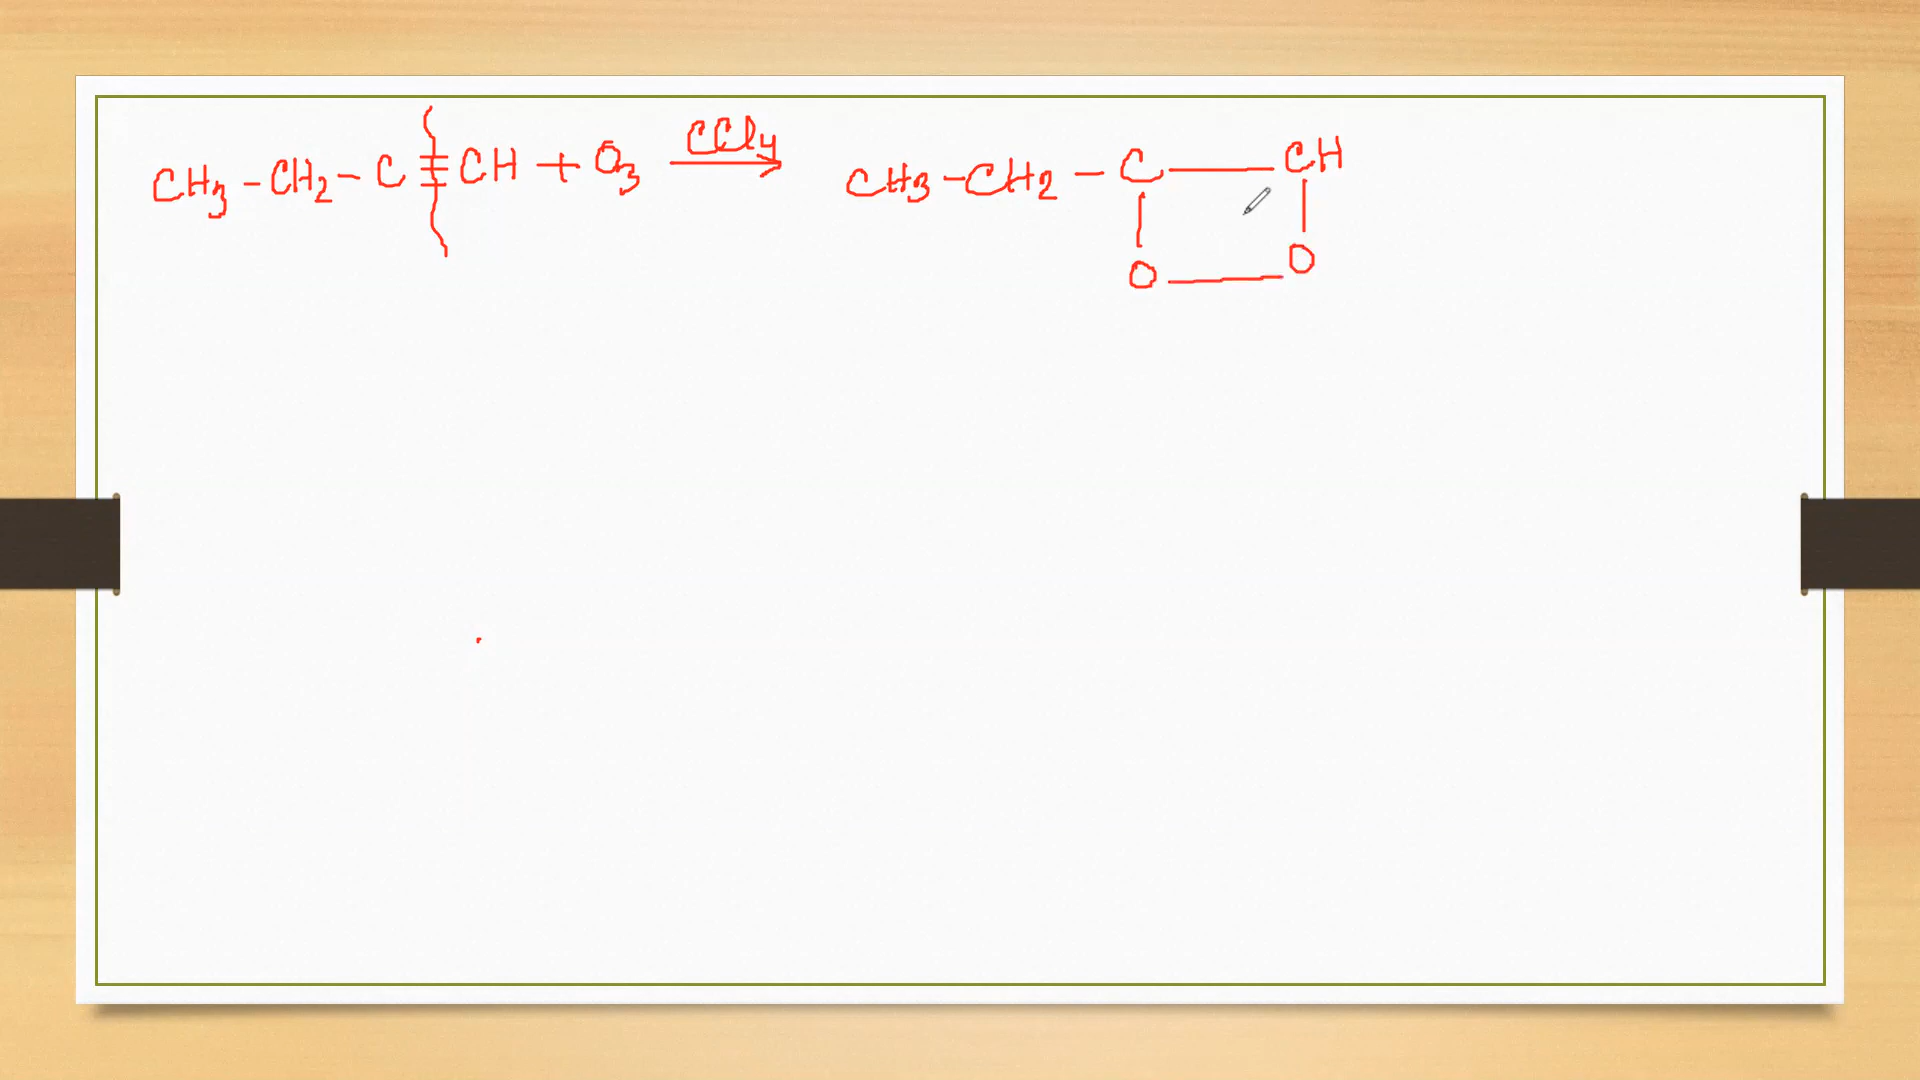 CH3 - CH2 - C ≡ CH + O3 CCl4 → CH3 - CH2 - C — CH
| |
O — O